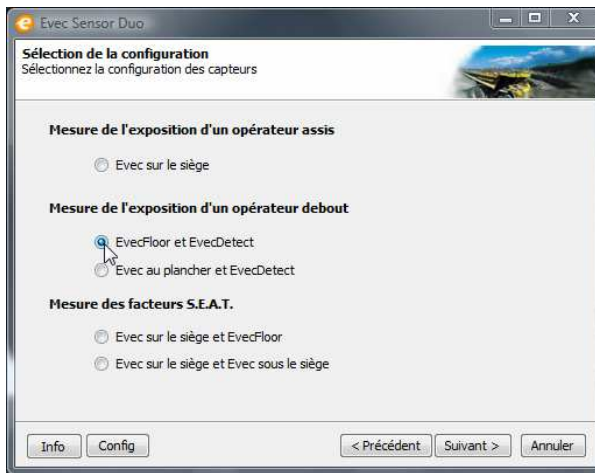 Evec Sensor Duo
Sélection de la configuration
Sélectionnez la configuration des capteurs
Mesure de l'exposition d'un opérateur assis
Evec sur le siège
Mesure de l'exposition d'un opérateur debout
EvecFloor et EvecDetect
Evec au plancher et EvecDetect
Mesure des facteurs S.E.A.T.
Evec sur le siège et EvecFloor
Evec sur le siège et Evec sous le siège
Info Config < Précédent Suivant > Annuler